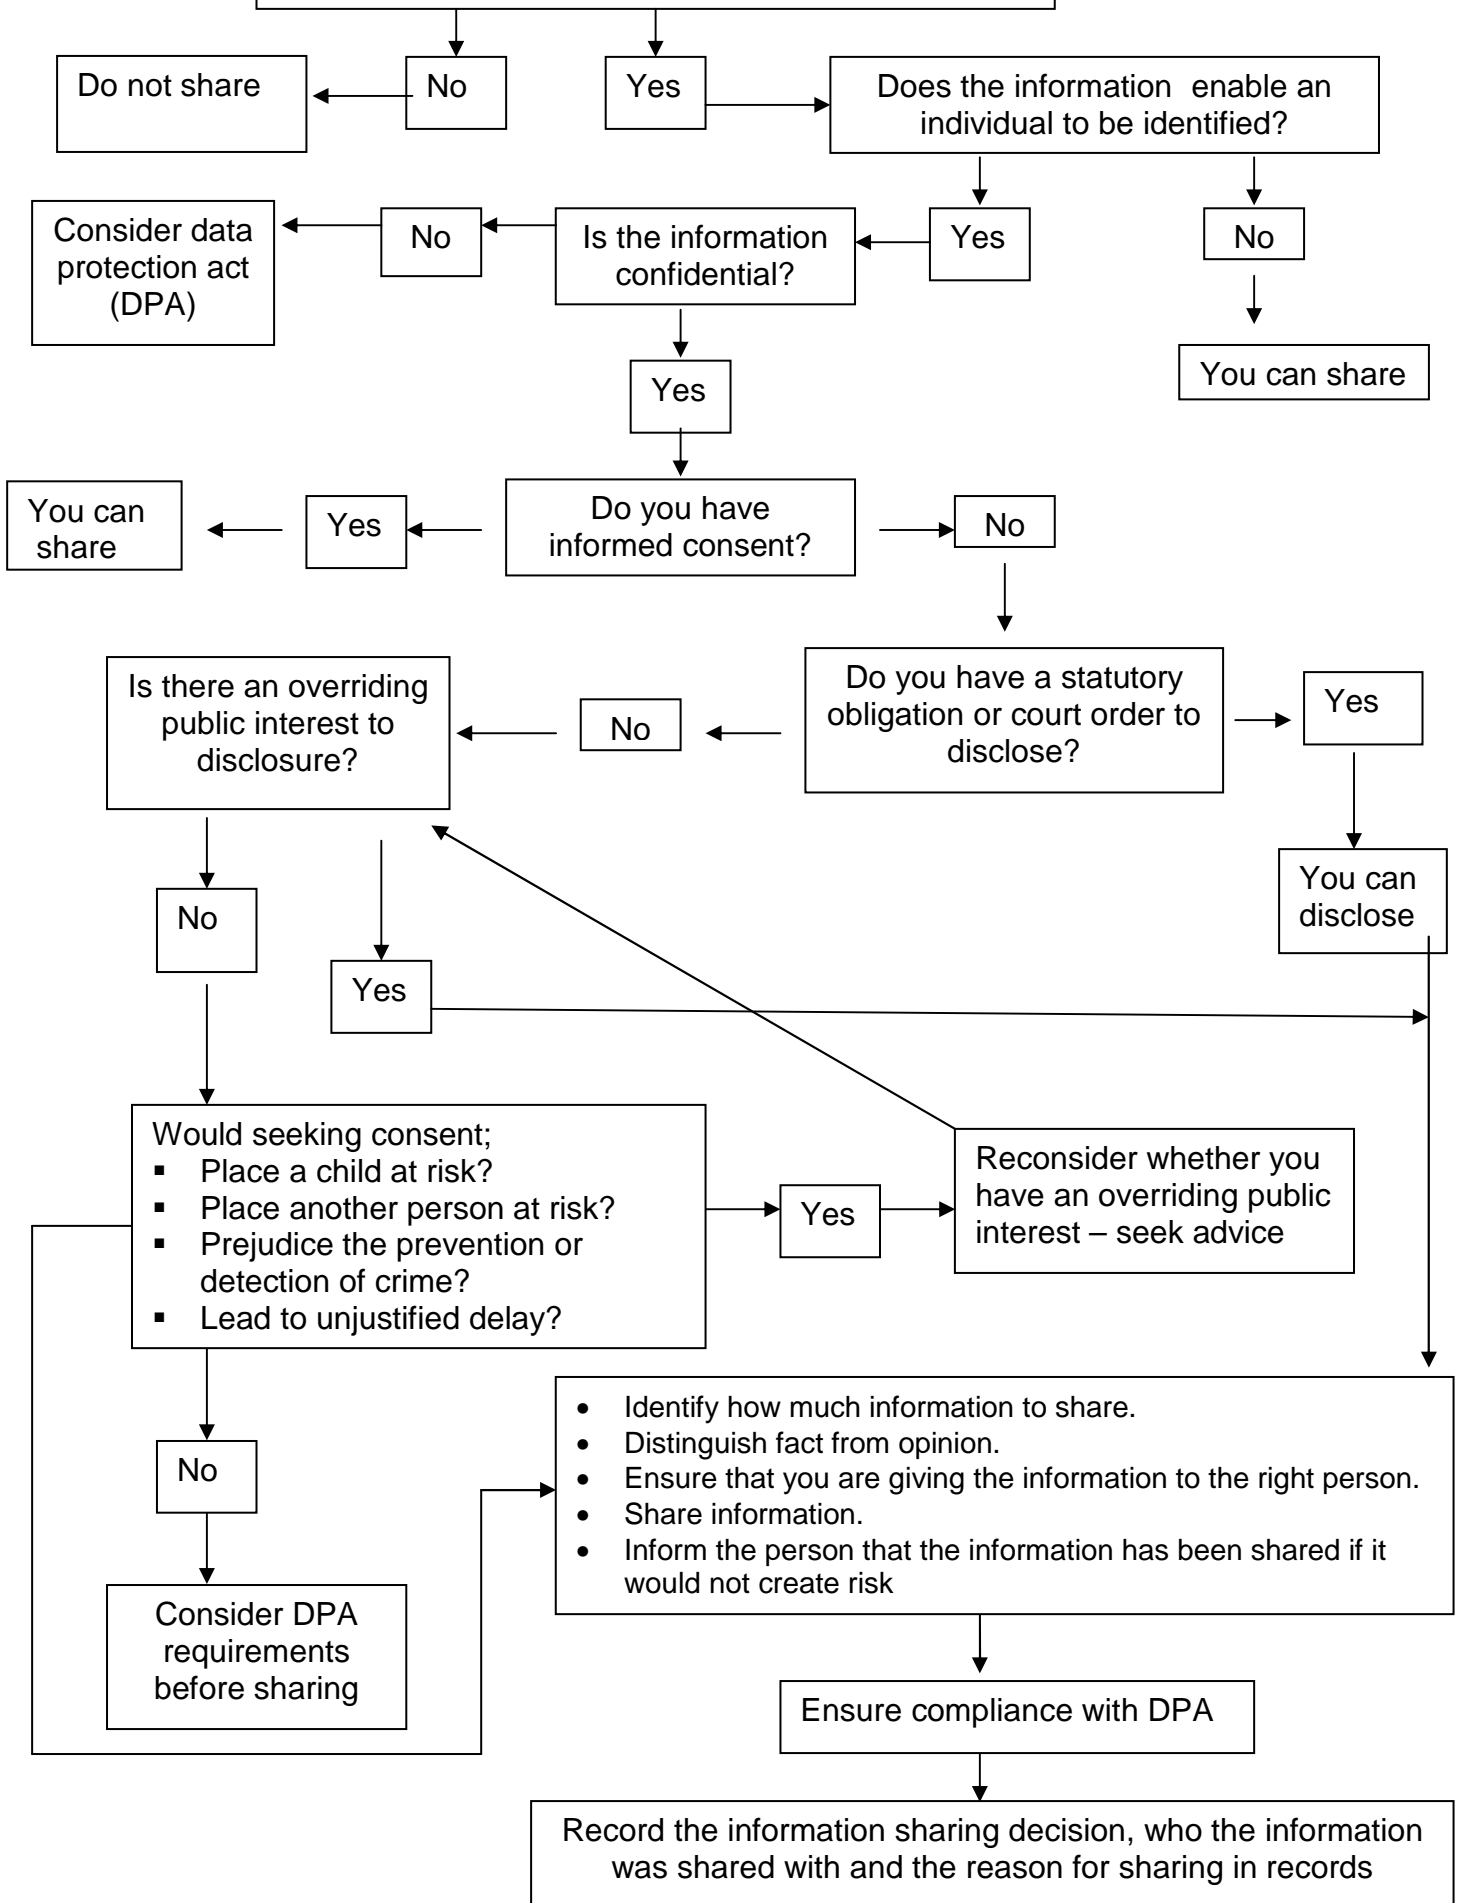 Do not share
No
Yes
Does the information enable an
individual to be identified?
Consider data
protection act
(DPA)
No
Is the information
confidential?
Yes
No
Yes
You can share
You can
share
Yes
Do you have
informed consent?
No
Is there an overriding
public interest to
disclosure?
No
Do you have a statutory
obligation or court order to
disclose?
Yes
You can
disclose
No
Yes
Would seeking consent;
▪ Place a child at risk?
▪ Place another person at risk?
▪ Prejudice the prevention or
detection of crime?
▪ Lead to unjustified delay?
Yes
Reconsider whether you
have an overriding public
interest – seek advice
No
Consider DPA
requirements
before sharing
• Identify how much information to share.
• Distinguish fact from opinion.
• Ensure that you are giving the information to the right person.
• Share information.
• Inform the person that the information has been shared if it
would not create risk
Ensure compliance with DPA
Record the information sharing decision, who the information
was shared with and the reason for sharing in records